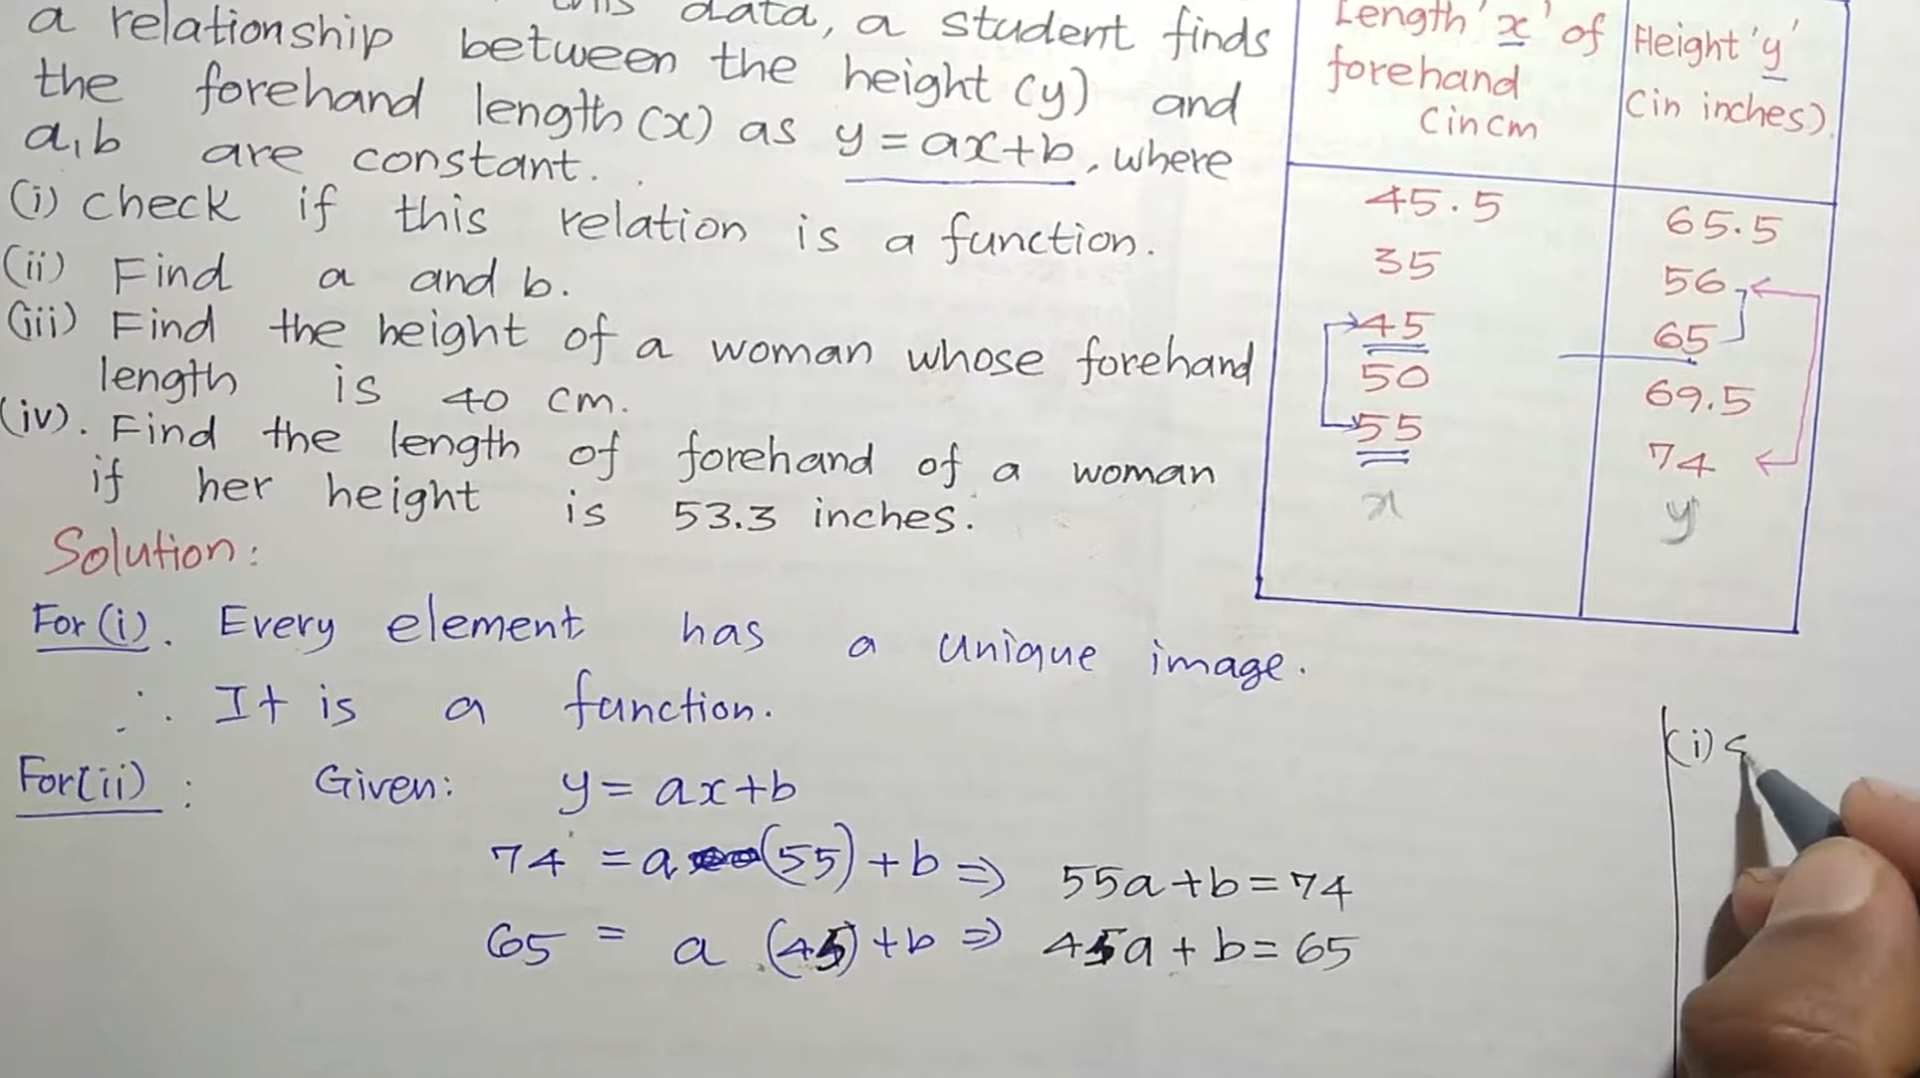 this data, a student finds
a relationship between the height (y) and
the forehand length (x) as y = ax+b, where
a,b are constant.
(i) check if this relation is a function.
(ii) Find a and b.
(iii) Find the height of a woman whose forehand
length is 40 cm.
(iv). Find the length of forehand of a woman
if her height is 53.3 inches.
Length 'x' of
forehand
Cincm
Height 'y'
(in inches).
45.5 65.5
35 56
45 65
50 69.5
55 74
x y
Solution:
For (i). Every element has a unique image.
∴ It is a function.
For(ii) : Given: y = ax+b
74 = a (55) + b ⇒ 55a+b=74
65 = a (45) + b ⇒ 45a + b = 65
(i)